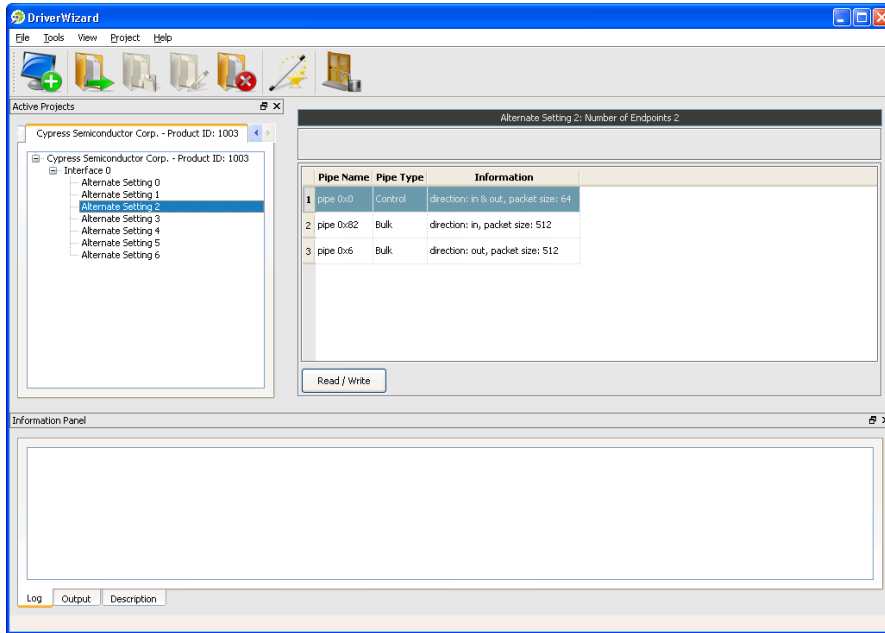 DriverWizard
File Tools View Project Help
Active Projects
Cypress Semiconductor Corp. - Product ID: 1003
Cypress Semiconductor Corp. - Product ID: 1003
Interface 0
Alternate Setting 0
Alternate Setting 1
Alternate Setting 2
Alternate Setting 3
Alternate Setting 4
Alternate Setting 5
Alternate Setting 6
Alternate Setting 2: Number of Endpoints 2
Pipe Name Pipe Type Information
1 pipe 0x0 Control direction: in & out, packet size: 64
2 pipe 0x82 Bulk direction: in, packet size: 512
3 pipe 0x6 Bulk direction: out, packet size: 512
Read / Write
Information Panel
Log Output Description